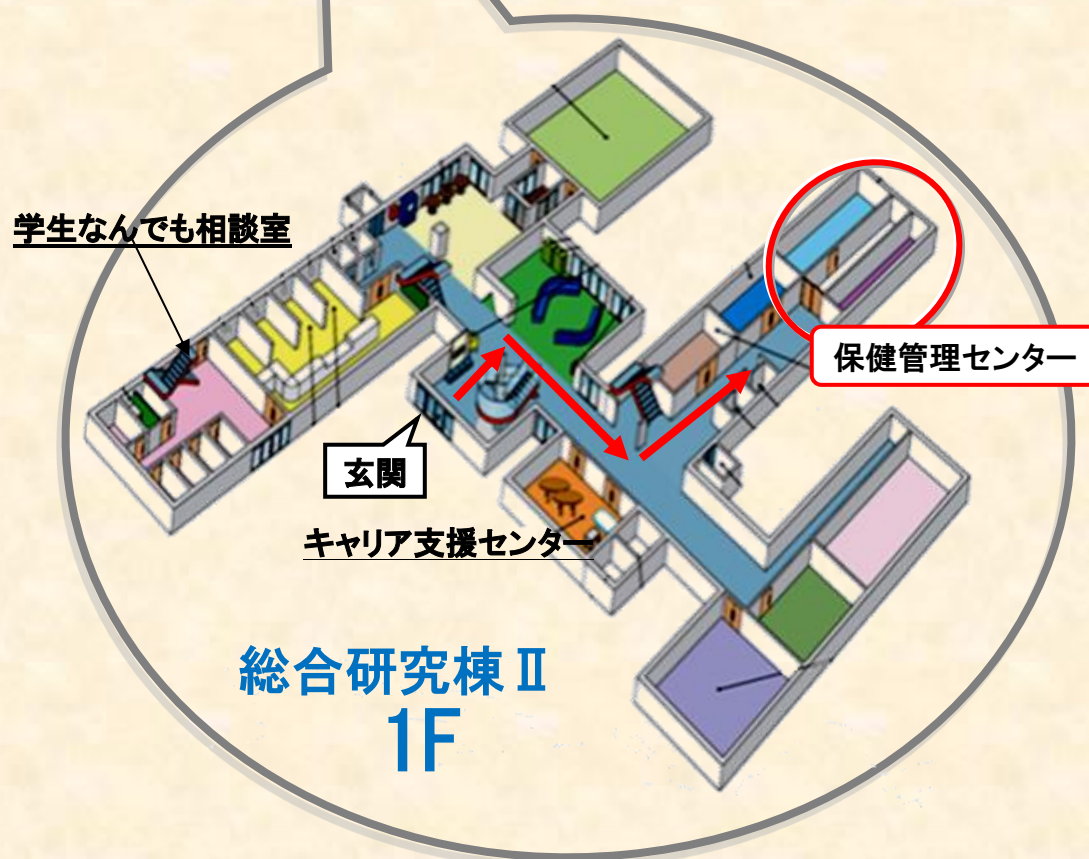 学生なんでも相談室
保健管理センター
玄関
キャリア支援センター
総合研究棟Ⅱ
1F